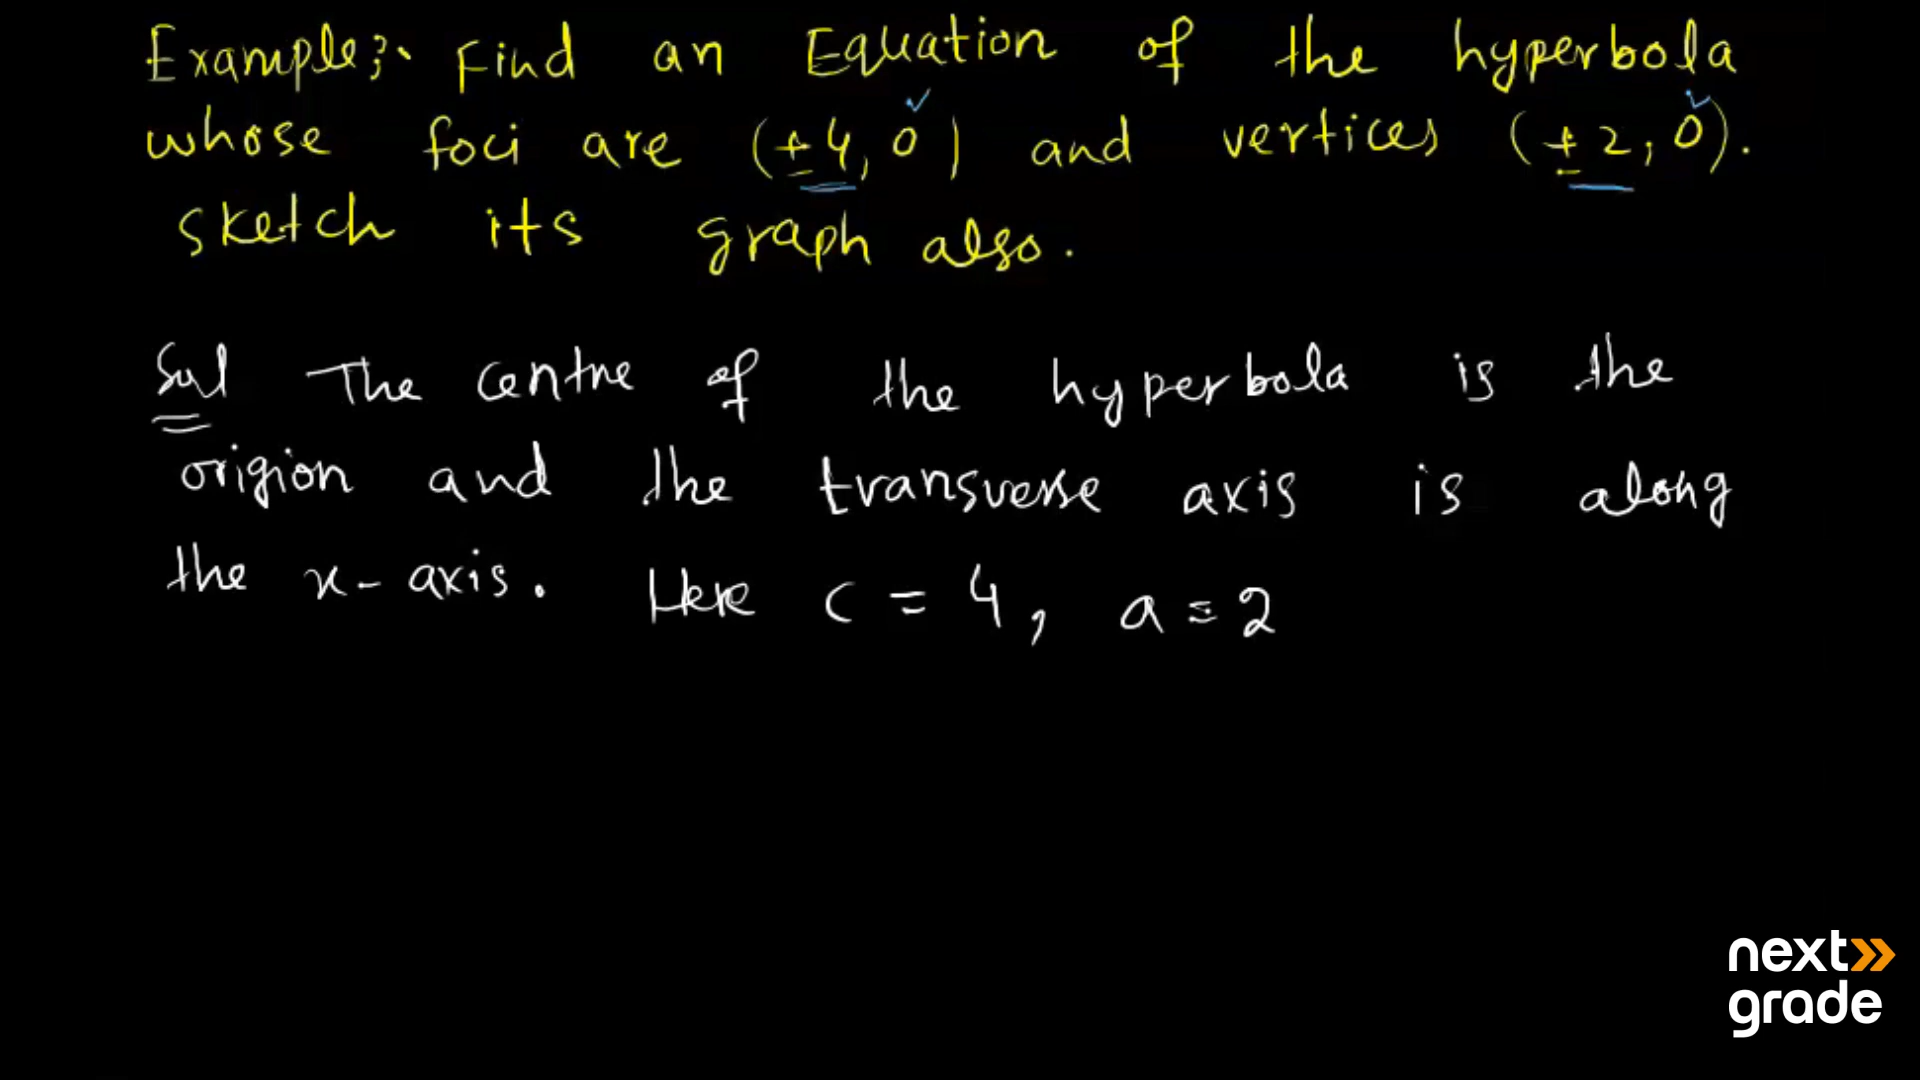 Example:- Find an Equation of the hyperbola
whose foci are (±4, 0) and vertices (±2, 0).
sketch its graph also.
Sol The centre of the hyperbola is the
origion and the transverse axis is along
the x-axis. Here c = 4, a = 2
next
grade